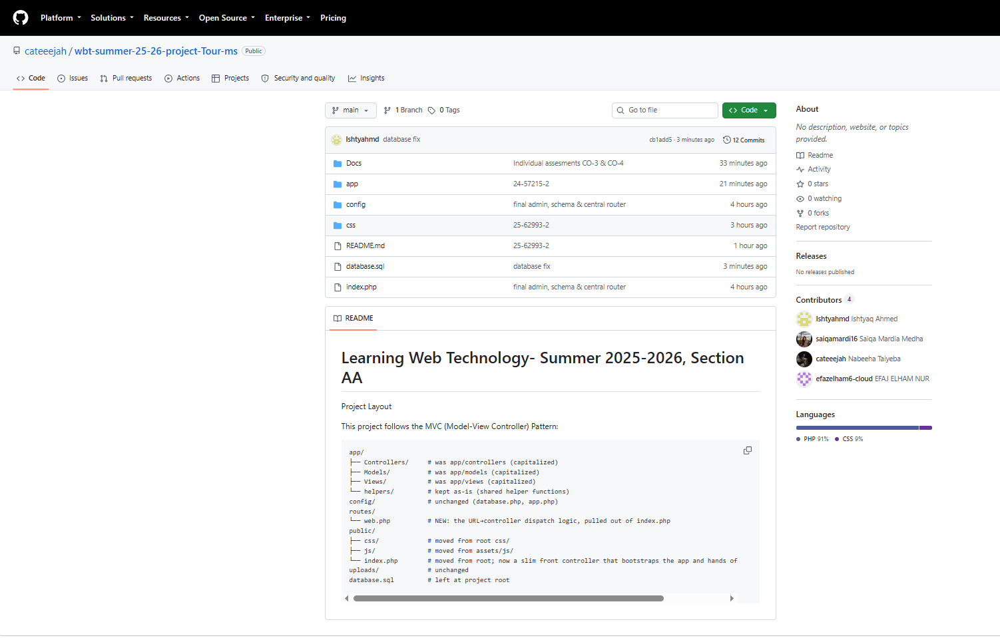 Platform Solutions Resources Open Source Enterprise Pricing
cateeejah / wbt-summer-25-26-project-Tour-ms Public
Code Issues Pull requests Actions Projects Security and quality Insights
main 1 Branch 0 Tags Go to file Code
Ishtyahmd database fix cb1add5 · 3 minutes ago 12 Commits
Docs Individual assesments CO-3 & CO-4 33 minutes ago
app 24-57215-2 21 minutes ago
config final admin, schema & central router 4 hours ago
css 25-62993-2 3 hours ago
README.md 25-62993-2 1 hour ago
database.sql database fix 3 minutes ago
index.php final admin, schema & central router 4 hours ago
README
Learning Web Technology- Summer 2025-2026, Section
AA
Project Layout
This project follows the MVC (Model-View Controller) Pattern:
app/
├── Controllers/ # was app/controllers (capitalized)
├── Models/ # was app/models (capitalized)
├── Views/ # was app/views (capitalized)
└── helpers/ # kept as-is (shared helper functions)
config/ # unchanged (database.php, app.php)
routes/
└── web.php # NEW: the URL→controller dispatch logic, pulled out of index.php
public/
├── css/ # moved from root css/
├── js/ # moved from assets/js/
└── index.php # moved from root; now a slim front controller that bootstraps the app and hands of
uploads/ # unchanged
database.sql # left at project root
About
No description, website, or topics
provided.
Readme
Activity
0 stars
0 watching
0 forks
Report repository
Releases
No releases published
Contributors 4
Ishtyahmd Ishtyaq Ahmed
saiqamardi16 Saiqa Mardia Medha
cateeejah Nabeeha Taiyeba
efazelham6-cloud EFAJ ELHAM NUR
Languages
PHP 91% CSS 9%